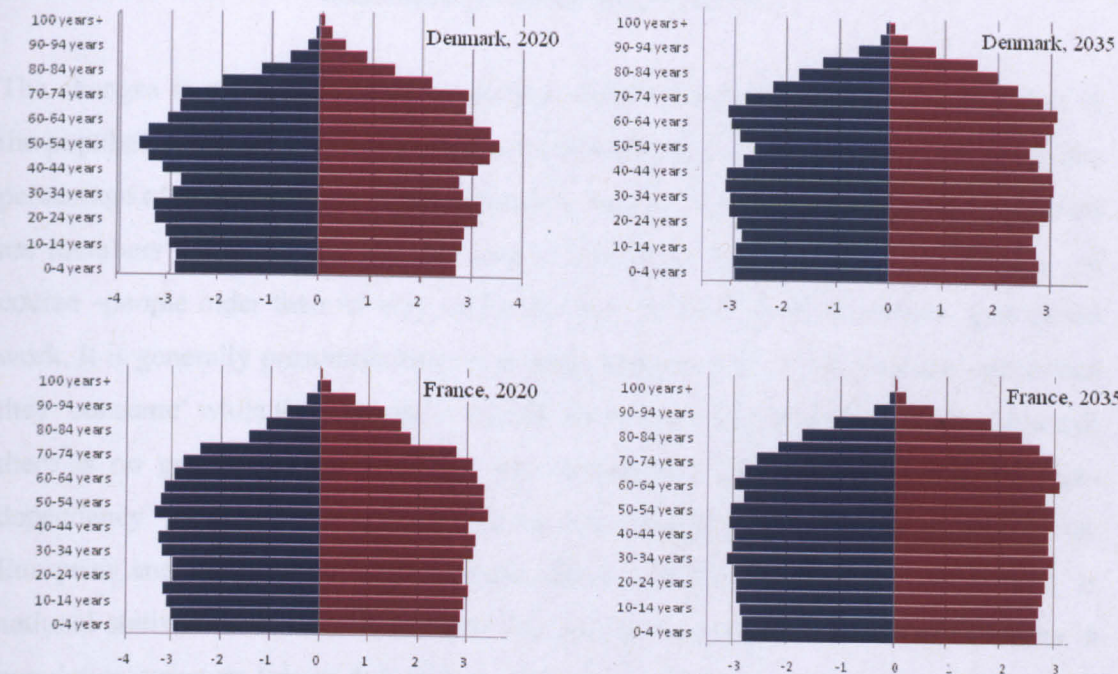 Denmark, 2020
100 years+
90-94 years
80-84 years
70-74 years
60-64 years
50-54 years
40-44 years
30-34 years
20-24 years
10-14 years
0-4 years
-4 -3 -2 -1 0 1 2 3 4
Denmark, 2035
100 years+
90-94 years
80-84 years
70-74 years
60-64 years
50-54 years
40-44 years
30-34 years
20-24 years
10-14 years
0-4 years
-3 -2 -1 0 1 2 3
France, 2020
100 years+
90-94 years
80-84 years
70-74 years
60-64 years
50-54 years
40-44 years
30-34 years
20-24 years
10-14 years
0-4 years
-4 -3 -2 -1 0 1 2 3
France, 2035
100 years+
90-94 years
80-84 years
70-74 years
60-64 years
50-54 years
40-44 years
30-34 years
20-24 years
10-14 years
0-4 years
-3 -2 -1 0 1 2 3